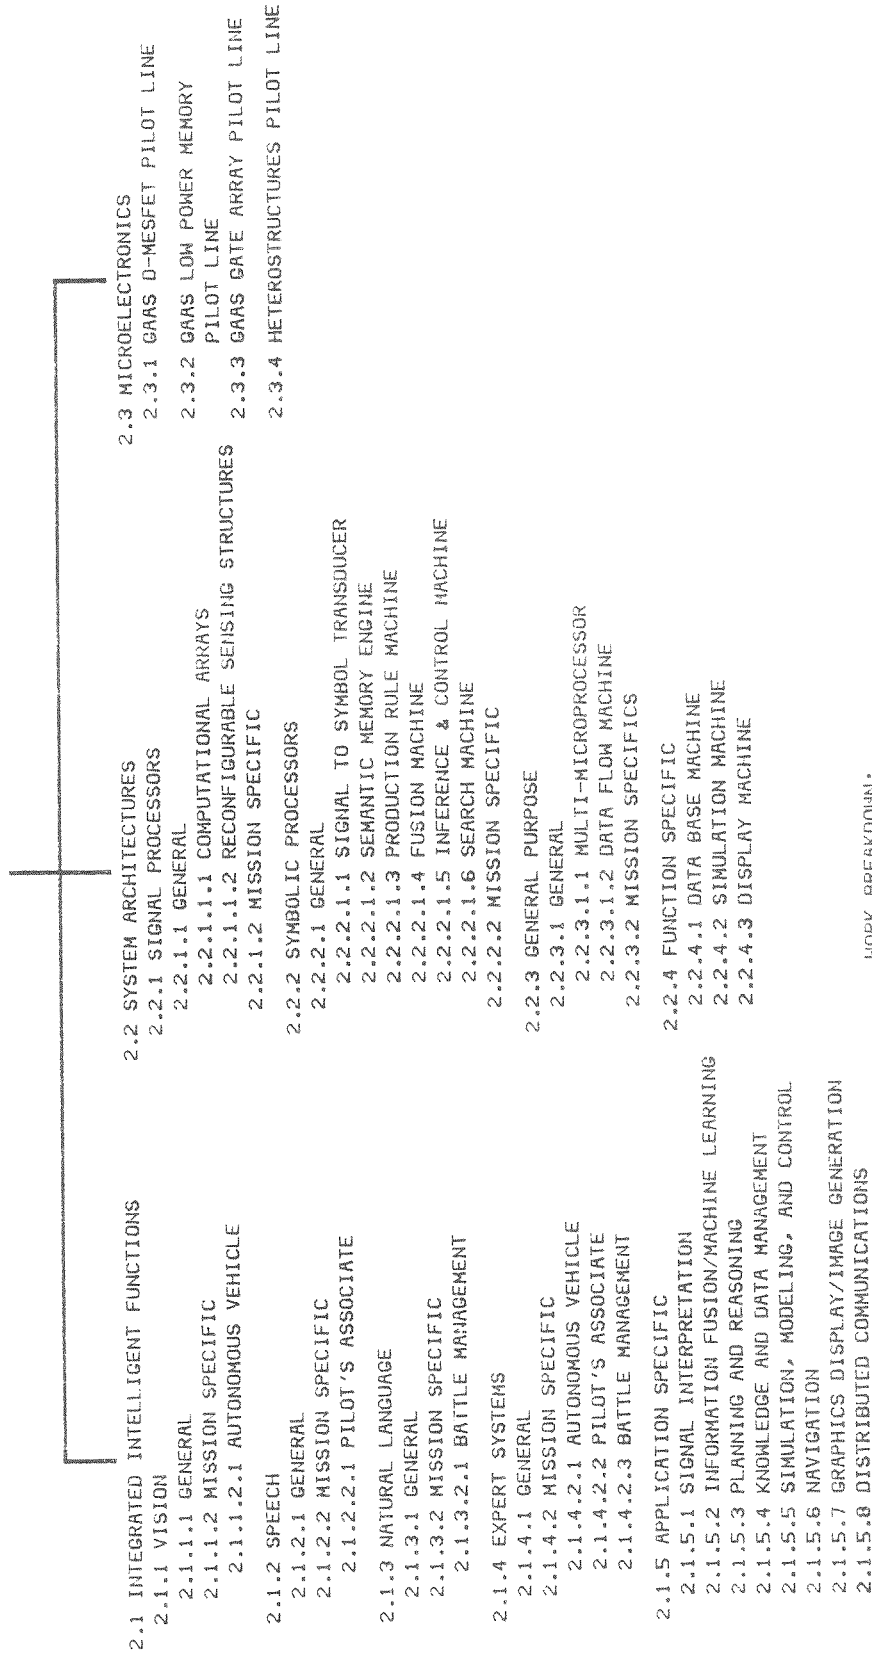 2.1 INTEGRATED INTELLIGENT FUNCTIONS
2.1.1 VISION
2.1.1.1 GENERAL
2.1.1.2 MISSION SPECIFIC
2.1.1.2.1 AUTONOMOUS VEHICLE
2.1.2 SPEECH
2.1.2.1 GENERAL
2.1.2.2 MISSION SPECIFIC
2.1.2.2.1 PILOT'S ASSOCIATE
2.1.3 NATURAL LANGUAGE
2.1.3.1 GENERAL
2.1.3.2 MISSION SPECIFIC
2.1.3.2.1 BATTLE MANAGEMENT
2.1.4 EXPERT SYSTEMS
2.1.4.1 GENERAL
2.1.4.2 MISSION SPECIFIC
2.1.4.2.1 AUTONOMOUS VEHICLE
2.1.4.2.2 PILOT'S ASSOCIATE
2.1.4.2.3 BATTLE MANAGEMENT
2.1.5 APPLICATION SPECIFIC
2.1.5.1 SIGNAL INTERPRETATION
2.1.5.2 INFORMATION FUSION/MACHINE LEARNING
2.1.5.3 PLANNING AND REASONING
2.1.5.4 KNOWLEDGE AND DATA MANAGEMENT
2.1.5.5 SIMULATION, MODELING, AND CONTROL
2.1.5.6 NAVIGATION
2.1.5.7 GRAPHICS DISPLAY/IMAGE GENERATION
2.1.5.8 DISTRIBUTED COMMUNICATIONS
2.2 SYSTEM ARCHITECTURES
2.2.1 SIGNAL PROCESSORS
2.2.1.1 GENERAL
2.2.1.1.1 COMPUTATIONAL ARRAYS
2.2.1.1.2 RECONFIGURABLE SENSING STRUCTURES
2.2.1.2 MISSION SPECIFIC
2.2.2 SYMBOLIC PROCESSORS
2.2.2.1 GENERAL
2.2.2.1.1 SIGNAL TO SYMBOL TRANSDUCER
2.2.2.1.2 SEMANTIC MEMORY ENGINE
2.2.2.1.3 PRODUCTION RULE MACHINE
2.2.2.1.4 FUSION MACHINE
2.2.2.1.5 INFERENCE & CONTROL MACHINE
2.2.2.1.6 SEARCH MACHINE
2.2.2.2 MISSION SPECIFIC
2.2.3 GENERAL PURPOSE
2.2.3.1 GENERAL
2.2.3.1.1 MULTI-MICROPROCESSOR
2.2.3.1.2 DATA FLOW MACHINE
2.2.3.2 MISSION SPECIFICS
2.2.4 FUNCTION SPECIFIC
2.2.4.1 DATA BASE MACHINE
2.2.4.2 SIMULATION MACHINE
2.2.4.3 DISPLAY MACHINE
2.3 MICROELECTRONICS
2.3.1 GAAS D-MESFET PILOT LINE
2.3.2 GAAS LOW POWER MEMORY
PILOT LINE
2.3.3 GAAS GATE ARRAY PILOT LINE
2.3.4 HETEROSTRUCTURES PILOT LINE
WORK BREAKDOWN.